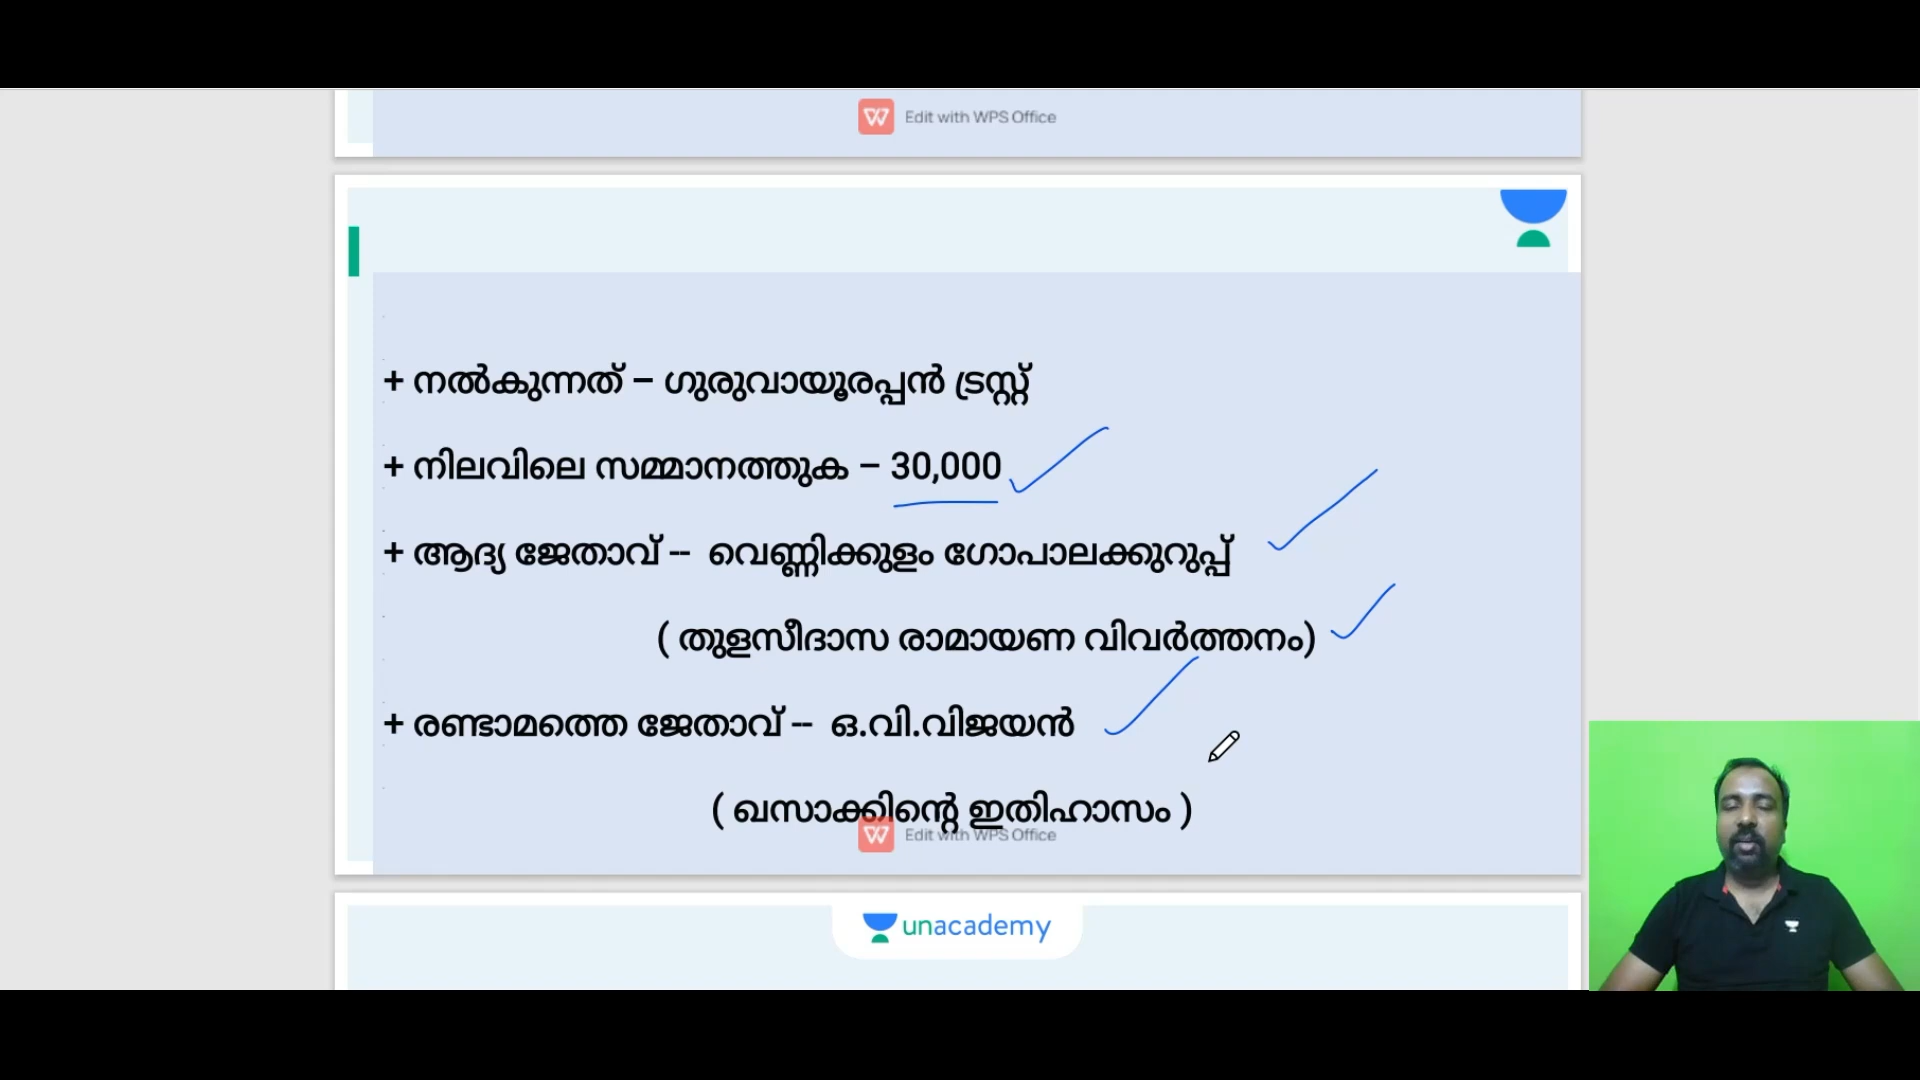 Edit with WPS Office
+ നൽകുന്നത് – ഗുരുവായൂരപ്പൻ ട്രസ്റ്റ്
+ നിലവിലെ സമ്മാനത്തുക – 30,000
+ ആദ്യ ജേതാവ് -- വെണ്ണിക്കുളം ഗോപാലക്കുറുപ്പ്
( തുളസീദാസ രാമായണ വിവർത്തനം)
+ രണ്ടാമത്തെ ജേതാവ് -- ഒ.വി.വിജയൻ
( ഖസാക്കിന്റെ ഇതിഹാസം )
Edit with WPS Office
unacademy